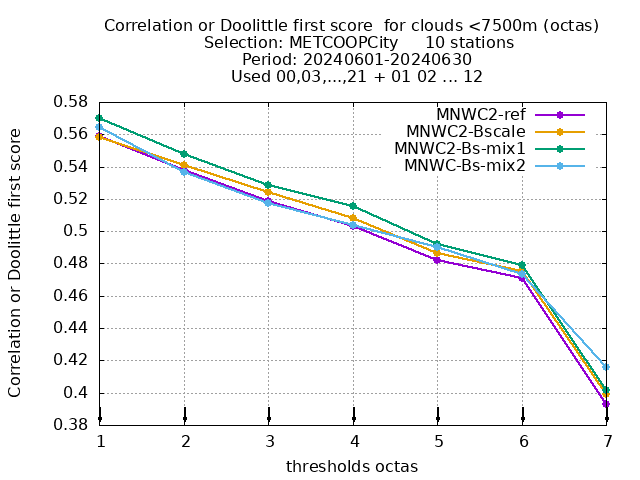 Correlation or Doolittle first score  for clouds <7500m (octas)
Selection: METCOOPCity     10 stations
Period: 20240601-20240630
Used 00,03,...,21 + 01 02 ... 12
MNWC2-ref
MNWC2-Bscale
MNWC2-Bs-mix1
MNWC-Bs-mix2
Correlation or Doolittle first score
0.58
0.56
0.54
0.52
0.5
0.48
0.46
0.44
0.42
0.4
0.38
1 2 3 4 5 6 7
thresholds octas